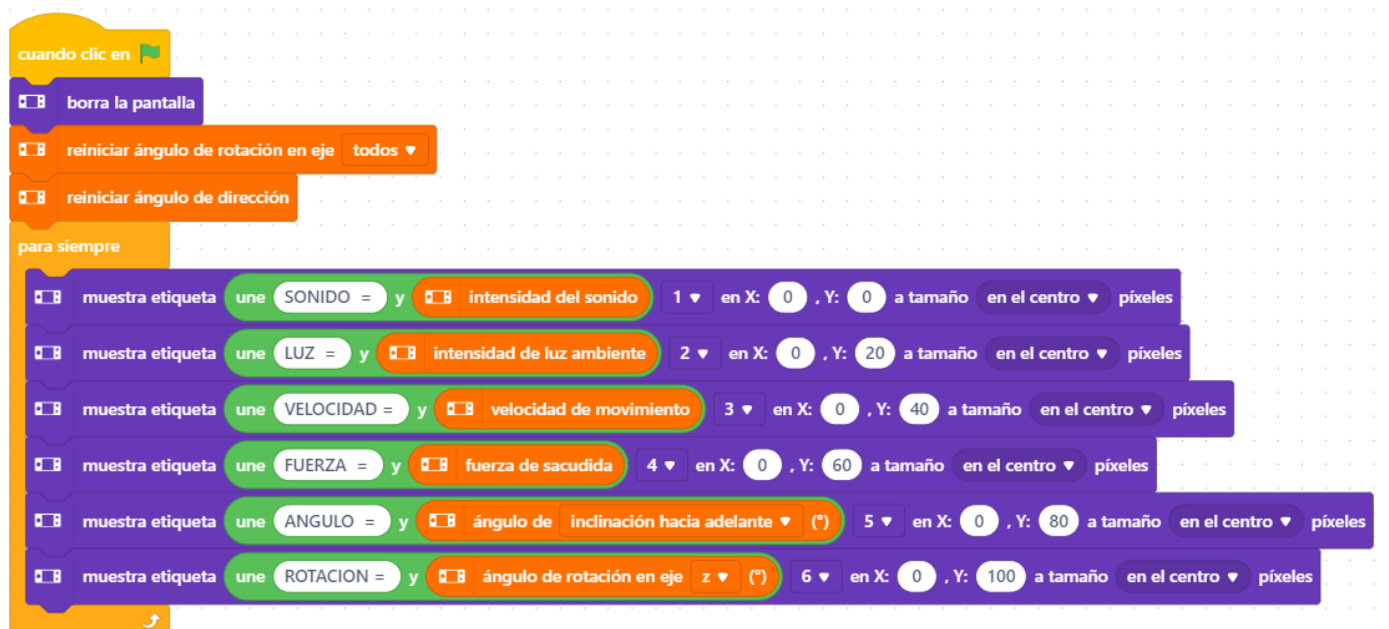 cuando clic en
borra la pantalla
reiniciar ángulo de rotación en eje todos
reiniciar ángulo de dirección
para siempre
muestra etiqueta une SONIDO = y intensidad del sonido 1 en X: 0 , Y: 0 a tamaño en el centro píxeles
muestra etiqueta une LUZ = y intensidad de luz ambiente 2 en X: 0 , Y: 20 a tamaño en el centro píxeles
muestra etiqueta une VELOCIDAD = y velocidad de movimiento 3 en X: 0 , Y: 40 a tamaño en el centro píxeles
muestra etiqueta une FUERZA = y fuerza de sacudida 4 en X: 0 , Y: 60 a tamaño en el centro píxeles
muestra etiqueta une ANGULO = y ángulo de inclinación hacia adelante (°) 5 en X: 0 , Y: 80 a tamaño en el centro píxeles
muestra etiqueta une ROTACION = y ángulo de rotación en eje z (°) 6 en X: 0 , Y: 100 a tamaño en el centro píxeles